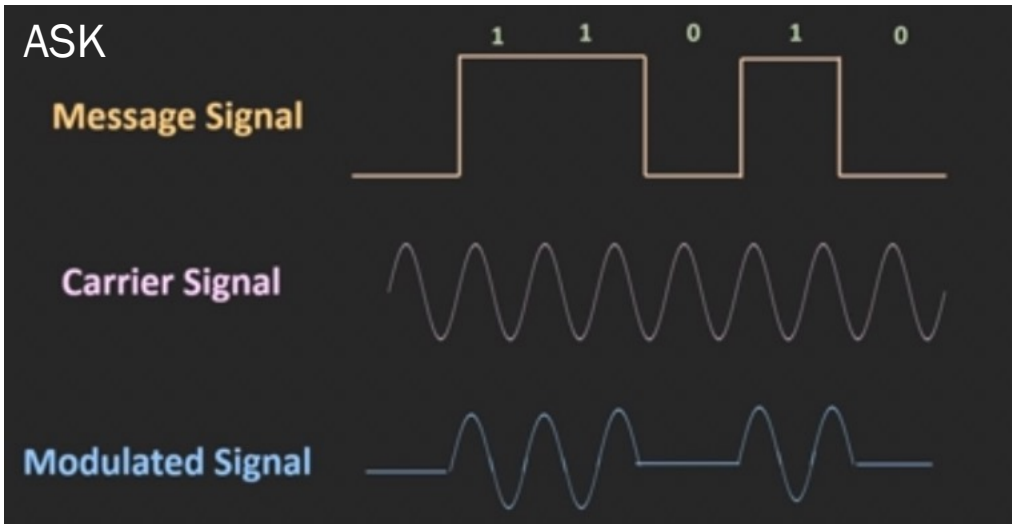 ASK
1 1 0 1 0
Message Signal
Carrier Signal
Modulated Signal